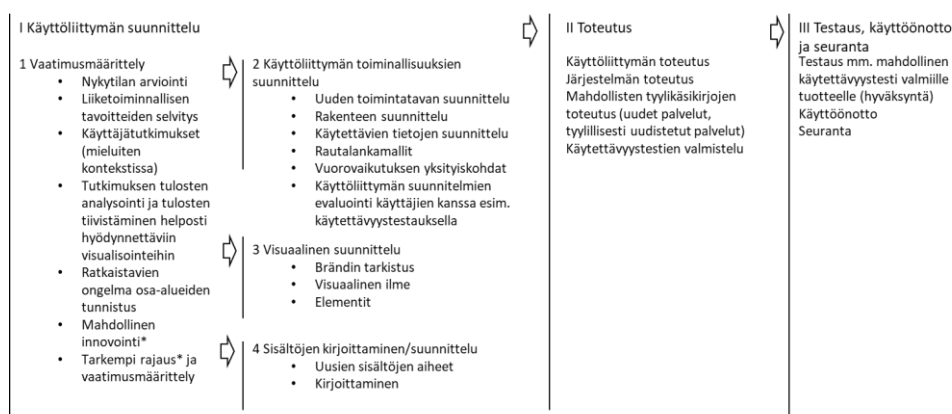 I Käyttöliittymän suunnittelu
1 Vaatimusmäärittely
• Nykytilan arviointi
• Liiketoiminnallisen
tavoitteiden selvitys
• Käyttäjätutkimukset
(mieluiten
kontekstissa)
• Tutkimuksen tulosten
analysointi ja tulosten
tiivistäminen helposti
hyödynnettäviin
visualisointeihin
• Ratkaistavien
ongelma osa-alueiden
tunnistus
• Mahdollinen
innovointi*
• Tarkempi rajaus* ja
vaatimusmäärittely
2 Käyttöliittymän toiminallisuuksien
suunnittelu
• Uuden toimintatavan suunnittelu
• Rakenteen suunnittelu
• Käytettävien tietojen suunnittelu
• Rautalankamallit
• Vuorovaikutuksen yksityiskohdat
• Käyttöliittymän suunnitelmien
evaluointi käyttäjien kanssa esim.
käytettävyystestauksella
3 Visuaalinen suunnittelu
• Brändin tarkistus
• Visuaalinen ilme
• Elementit
4 Sisältöjen kirjoittaminen/suunnittelu
• Uusien sisältöjen aiheet
• Kirjoittaminen
II Toteutus
Käyttöliittymän toteutus
Järjestelmän toteutus
Mahdollisten tyylikäsikirjojen
toteutus (uudet palvelut,
tyylillisesti uudistetut palvelut)
Käytettävyystestien valmistelu
III Testaus, käyttöönotto
ja seuranta
Testaus mm. mahdollinen
käytettävyystesti valmiille
tuotteelle (hyväksyntä)
Käyttöönotto
Seuranta